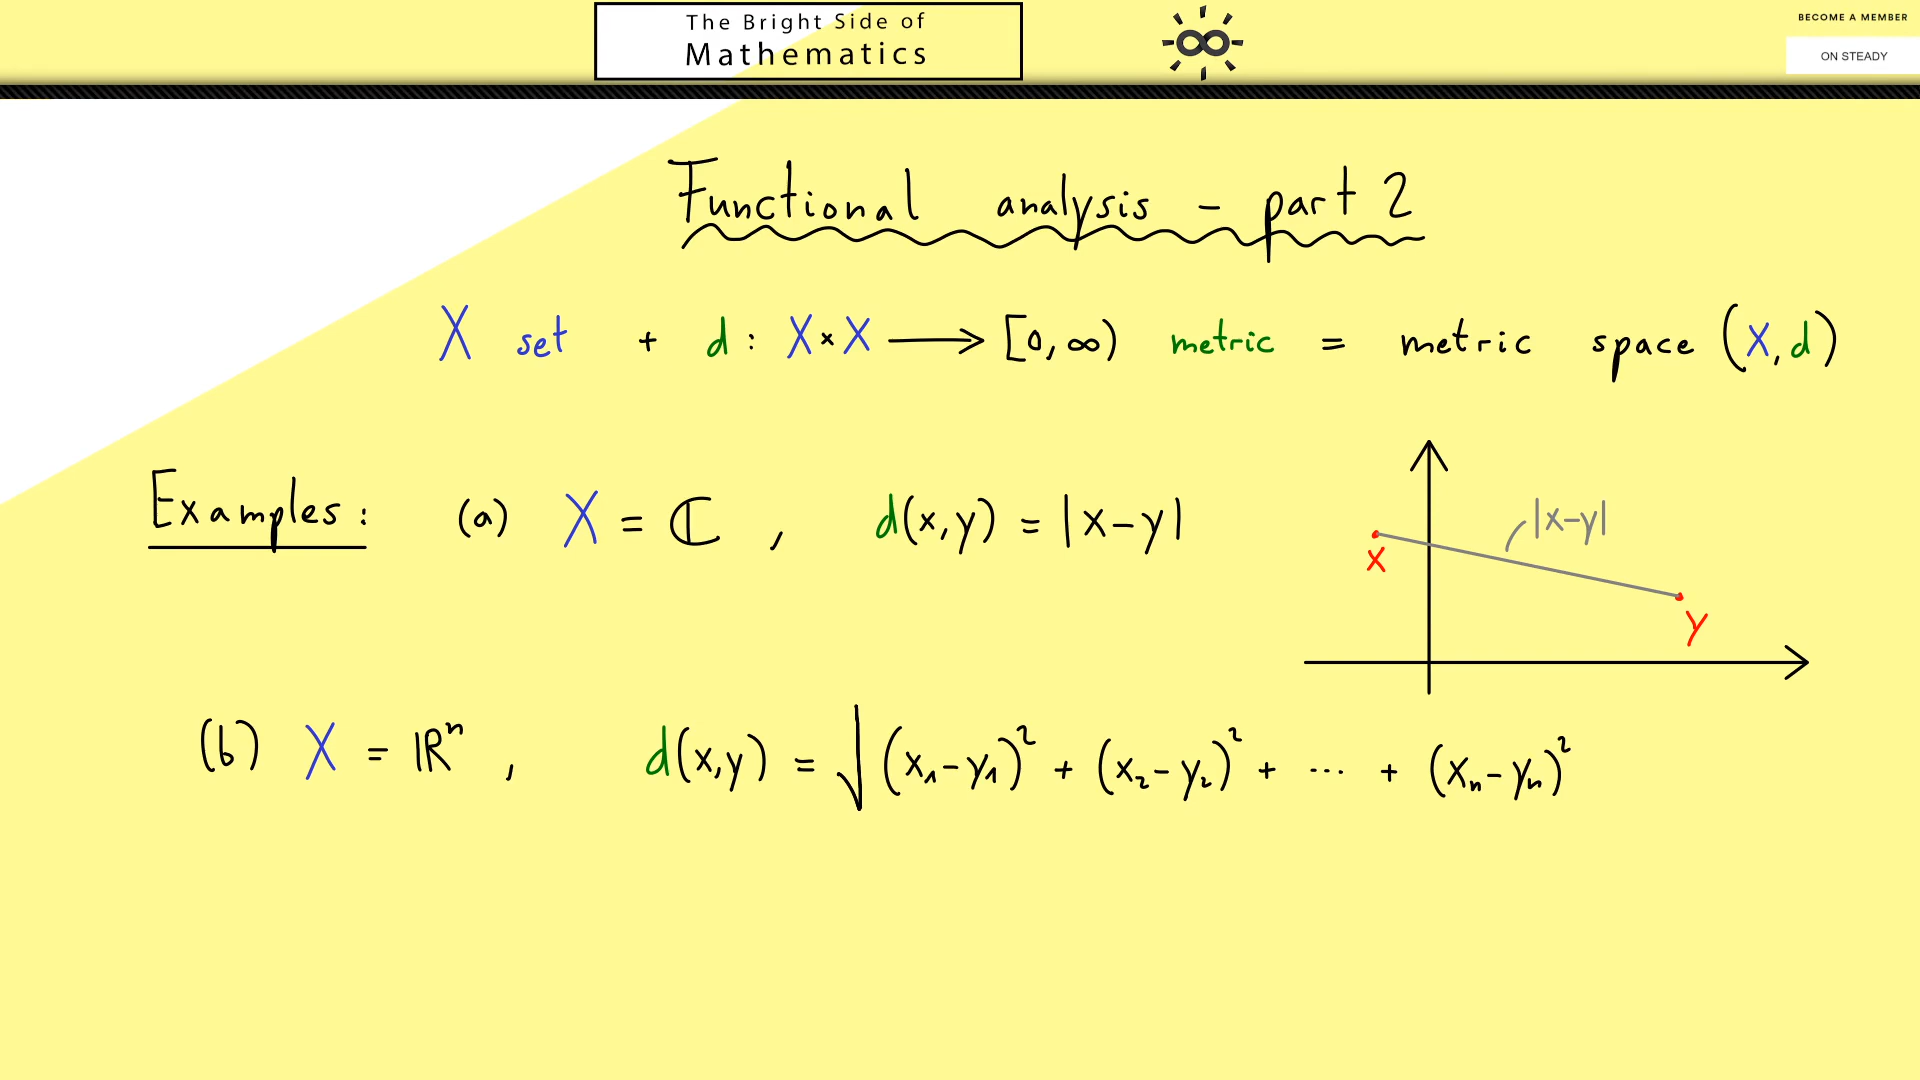 The Bright Side of
Mathematics
BECOME A MEMBER
ON STEADY
Functional analysis - part 2
X set + d : X × X ⟶ [0, ∞) metric = metric space (X, d)
Examples: (a) X = ℂ , d(x,y) = |x-y|
|x-y|
x
y
(b) X = ℝⁿ , d(x,y) = √(x₁-y₁)² + (x₂-y₂)² + ... + (xₙ-yₙ)²